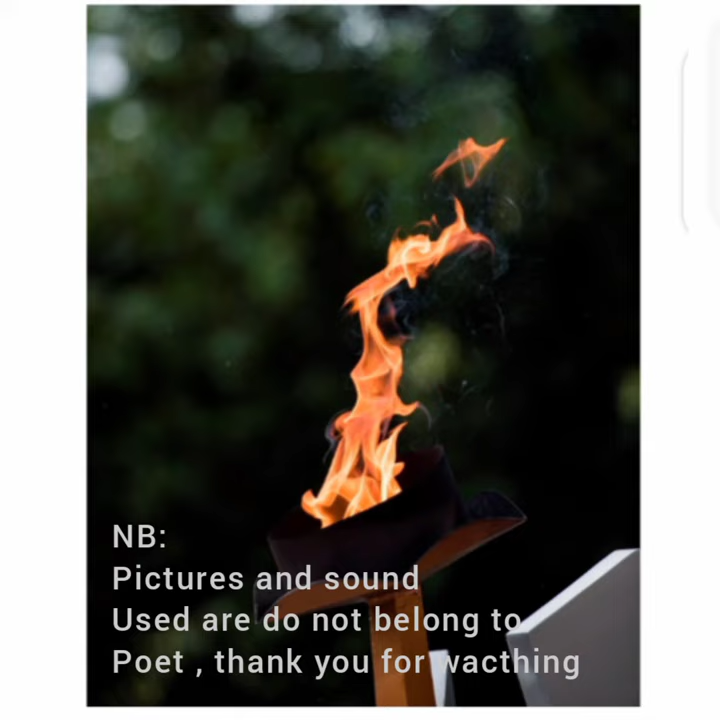 NB:
Pictures and sound
Used are do not belong to
Poet , thank you for wacthing